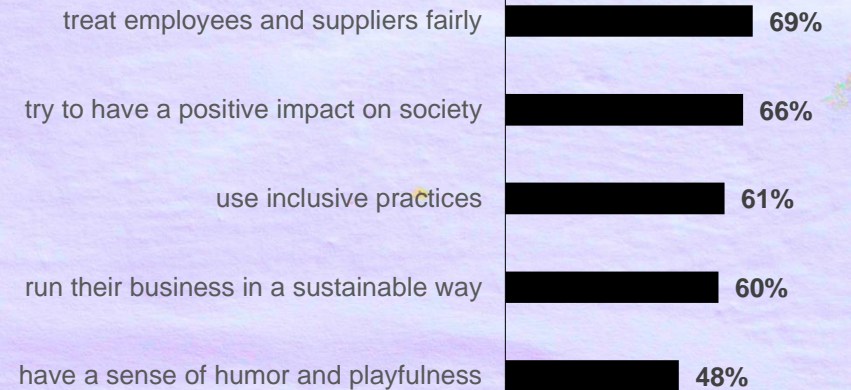 treat employees and suppliers fairly 69%
try to have a positive impact on society 66%
use inclusive practices 61%
run their business in a sustainable way 60%
have a sense of humor and playfulness 48%